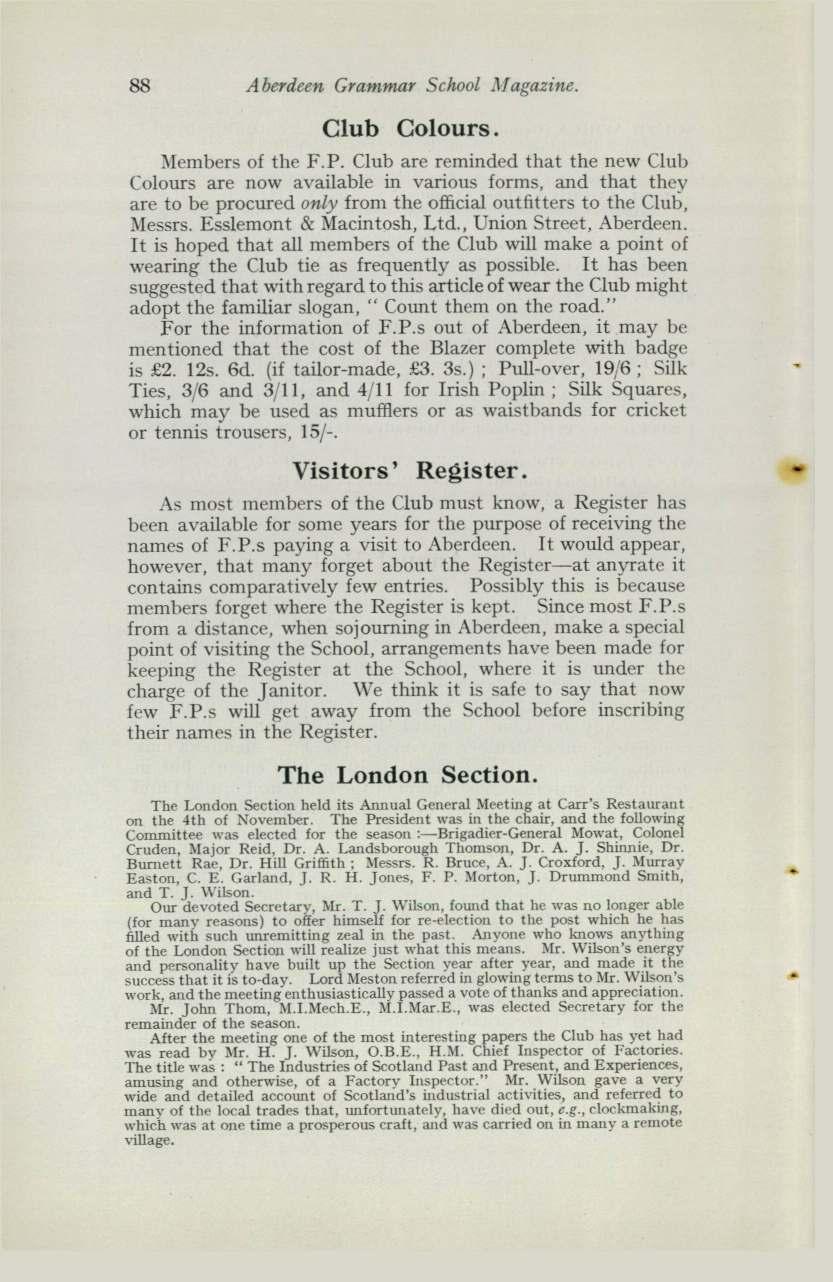 88 Aberdeen Grammar School Magazine.
Club Colours.
Members of the F.P. Club are reminded that the new Club
Colours are now available in various forms, and that they
are to be procured only from the official outfitters to the Club,
Messrs. Esslemont & Macintosh, Ltd., Union Street, Aberdeen.
It is hoped that all members of the Club will make a point of
wearing the Club tie as frequently as possible. It has been
suggested that with regard to this article of wear the Club might
adopt the familiar slogan, “ Count them on the road.”
For the information of F.P.s out of Aberdeen, it may be
mentioned that the cost of the Blazer complete with badge
is £2. 12s. 6d. (if tailor-made, £3. 3s.) ; Pull-over, 19/6 ; Silk
Ties, 3/6 and 3/11, and 4/11 for Irish Poplin ; Silk Squares,
which may be used as mufflers or as waistbands for cricket
or tennis trousers, 15/-.
Visitors’ Register.
As most members of the Club must know, a Register has
been available for some years for the purpose of receiving the
names of F.P.s paying a visit to Aberdeen. It would appear,
however, that many forget about the Register—at anyrate it
contains comparatively few entries. Possibly this is because
members forget where the Register is kept. Since most F.P.s
from a distance, when sojourning in Aberdeen, make a special
point of visiting the School, arrangements have been made for
keeping the Register at the School, where it is under the
charge of the Janitor. We think it is safe to say that now
few F.P.s will get away from the School before inscribing
their names in the Register.
The London Section.
The London Section held its Annual General Meeting at Carr’s Restaurant
on the 4th of November. The President was in the chair, and the following
Committee was elected for the season :—Brigadier-General Mowat, Colonel
Cruden, Major Reid, Dr. A. Landsborough Thomson, Dr. A. J. Shinnie, Dr.
Burnett Rae, Dr. Hill Griffith ; Messrs. R. Bruce, A. J. Croxford, J. Murray
Easton, C. E. Garland, J. R. H. Jones, F. P. Morton, J. Drummond Smith,
and T. J. Wilson.
Our devoted Secretary, Mr. T. J. Wilson, found that he was no longer able
(for many reasons) to offer himself for re-election to the post which he has
filled with such unremitting zeal in the past. Anyone who knows anything
of the London Section will realize just what this means. Mr. Wilson’s energy
and personality have built up the Section year after year, and made it the
success that it is to-day. Lord Meston referred in glowing terms to Mr. Wilson’s
work, and the meeting enthusiastically passed a vote of thanks and appreciation.
Mr. John Thom, M.I.Mech.E., M.I.Mar.E., was elected Secretary for the
remainder of the season.
After the meeting one of the most interesting papers the Club has yet had
was read by Mr. H. J. Wilson, O.B.E., H.M. Chief Inspector of Factories.
The title was : “ The Industries of Scotland Past and Present, and Experiences,
amusing and otherwise, of a Factory Inspector.” Mr. Wilson gave a very
wide and detailed account of Scotland’s industrial activities, and referred to
many of the local trades that, unfortunately, have died out, e.g., clockmaking,
which was at one time a prosperous craft, and was carried on in many a remote
village.